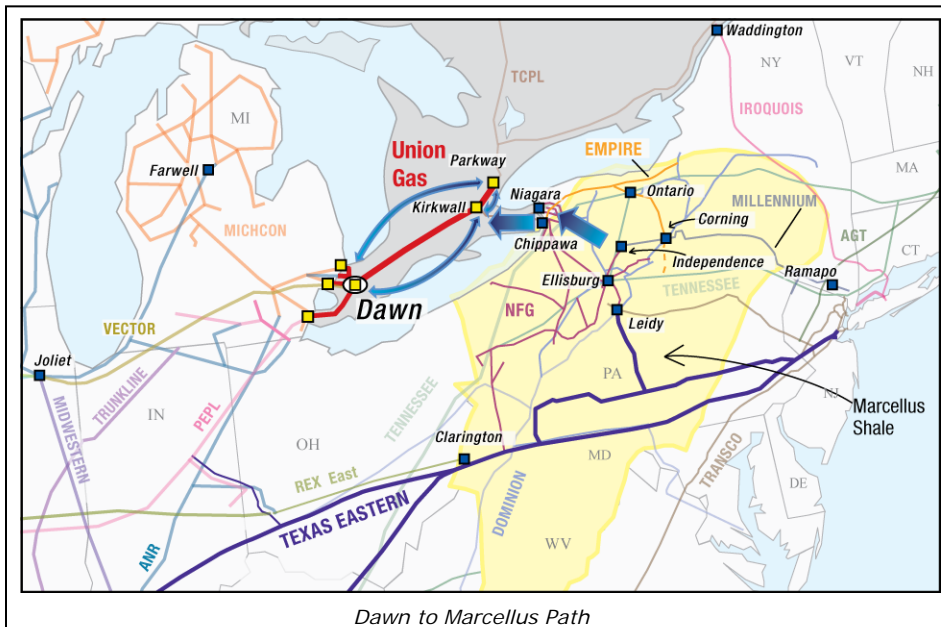 Waddington
NY
VT
NH
TCPL
IROQUOIS
MI
Union
Gas
Parkway
EMPIRE
MA
Farwell
Niagara
Ontario
Kirkwall
MILLENNIUM
Corning
MICHCON
Chippawa
AGT
CT
Independence
Ramapo
Ellisburg
TENNESSEE
Dawn
NFG
Leidy
VECTOR
Joliet
PA
TRUNKLINE
MIDWESTERN
IN
PEPL
TENNESSEE
NJ
Marcellus
Shale
OH
Clarington
MD
TRANSCO
REX East
DE
DOMINION
TEXAS EASTERN
WV
ANR
Dawn to Marcellus Path